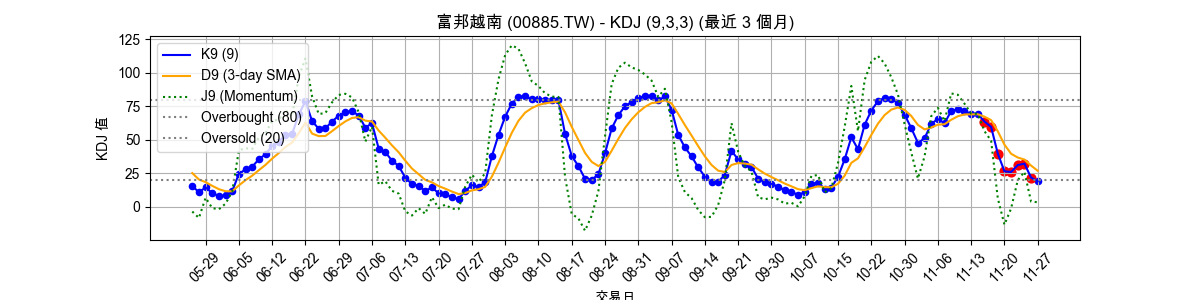 富邦越南 (00885.TW) - KDJ (9,3,3) (最近 3 個月)
K9 (9)
D9 (3-day SMA)
J9 (Momentum)
Overbought (80)
Oversold (20)
KDJ 值
125
100
75
50
25
0
05-29 06-05 06-12 06-22 06-29 07-06 07-13 07-20 07-27 08-03 08-10 08-17 08-24 08-31 09-07 09-14 09-21 09-30 10-07 10-15 10-22 10-30 11-06 11-13 11-20 11-27
交易日